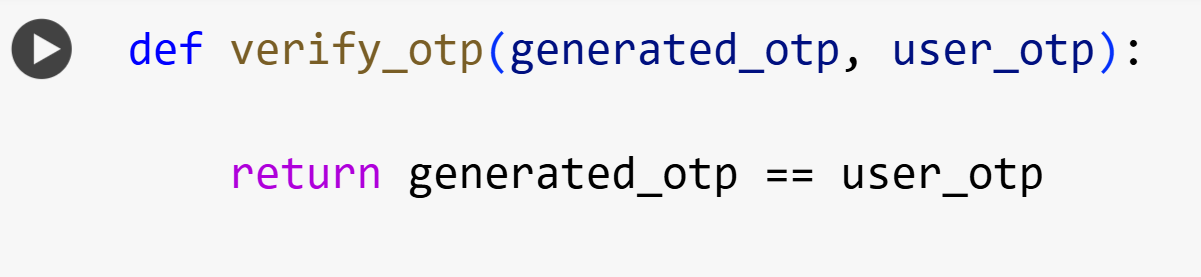 def verify_otp(generated_otp, user_otp):
    return generated_otp == user_otp